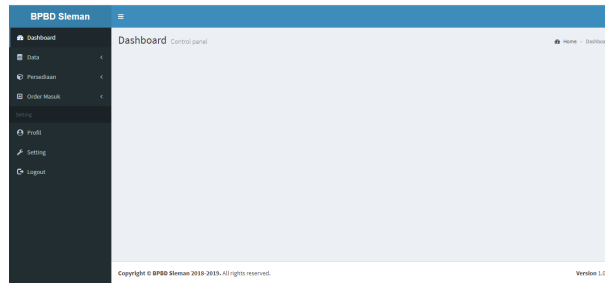 BPBD Sleman
Dashboard
Data
Persediaan
Order Masuk
Setting
Profil
Setting
Logout
Dashboard Control panel
Home > Dashboar
Copyright © BPBD Sleman 2018-2019. All rights reserved.
Version 1.0